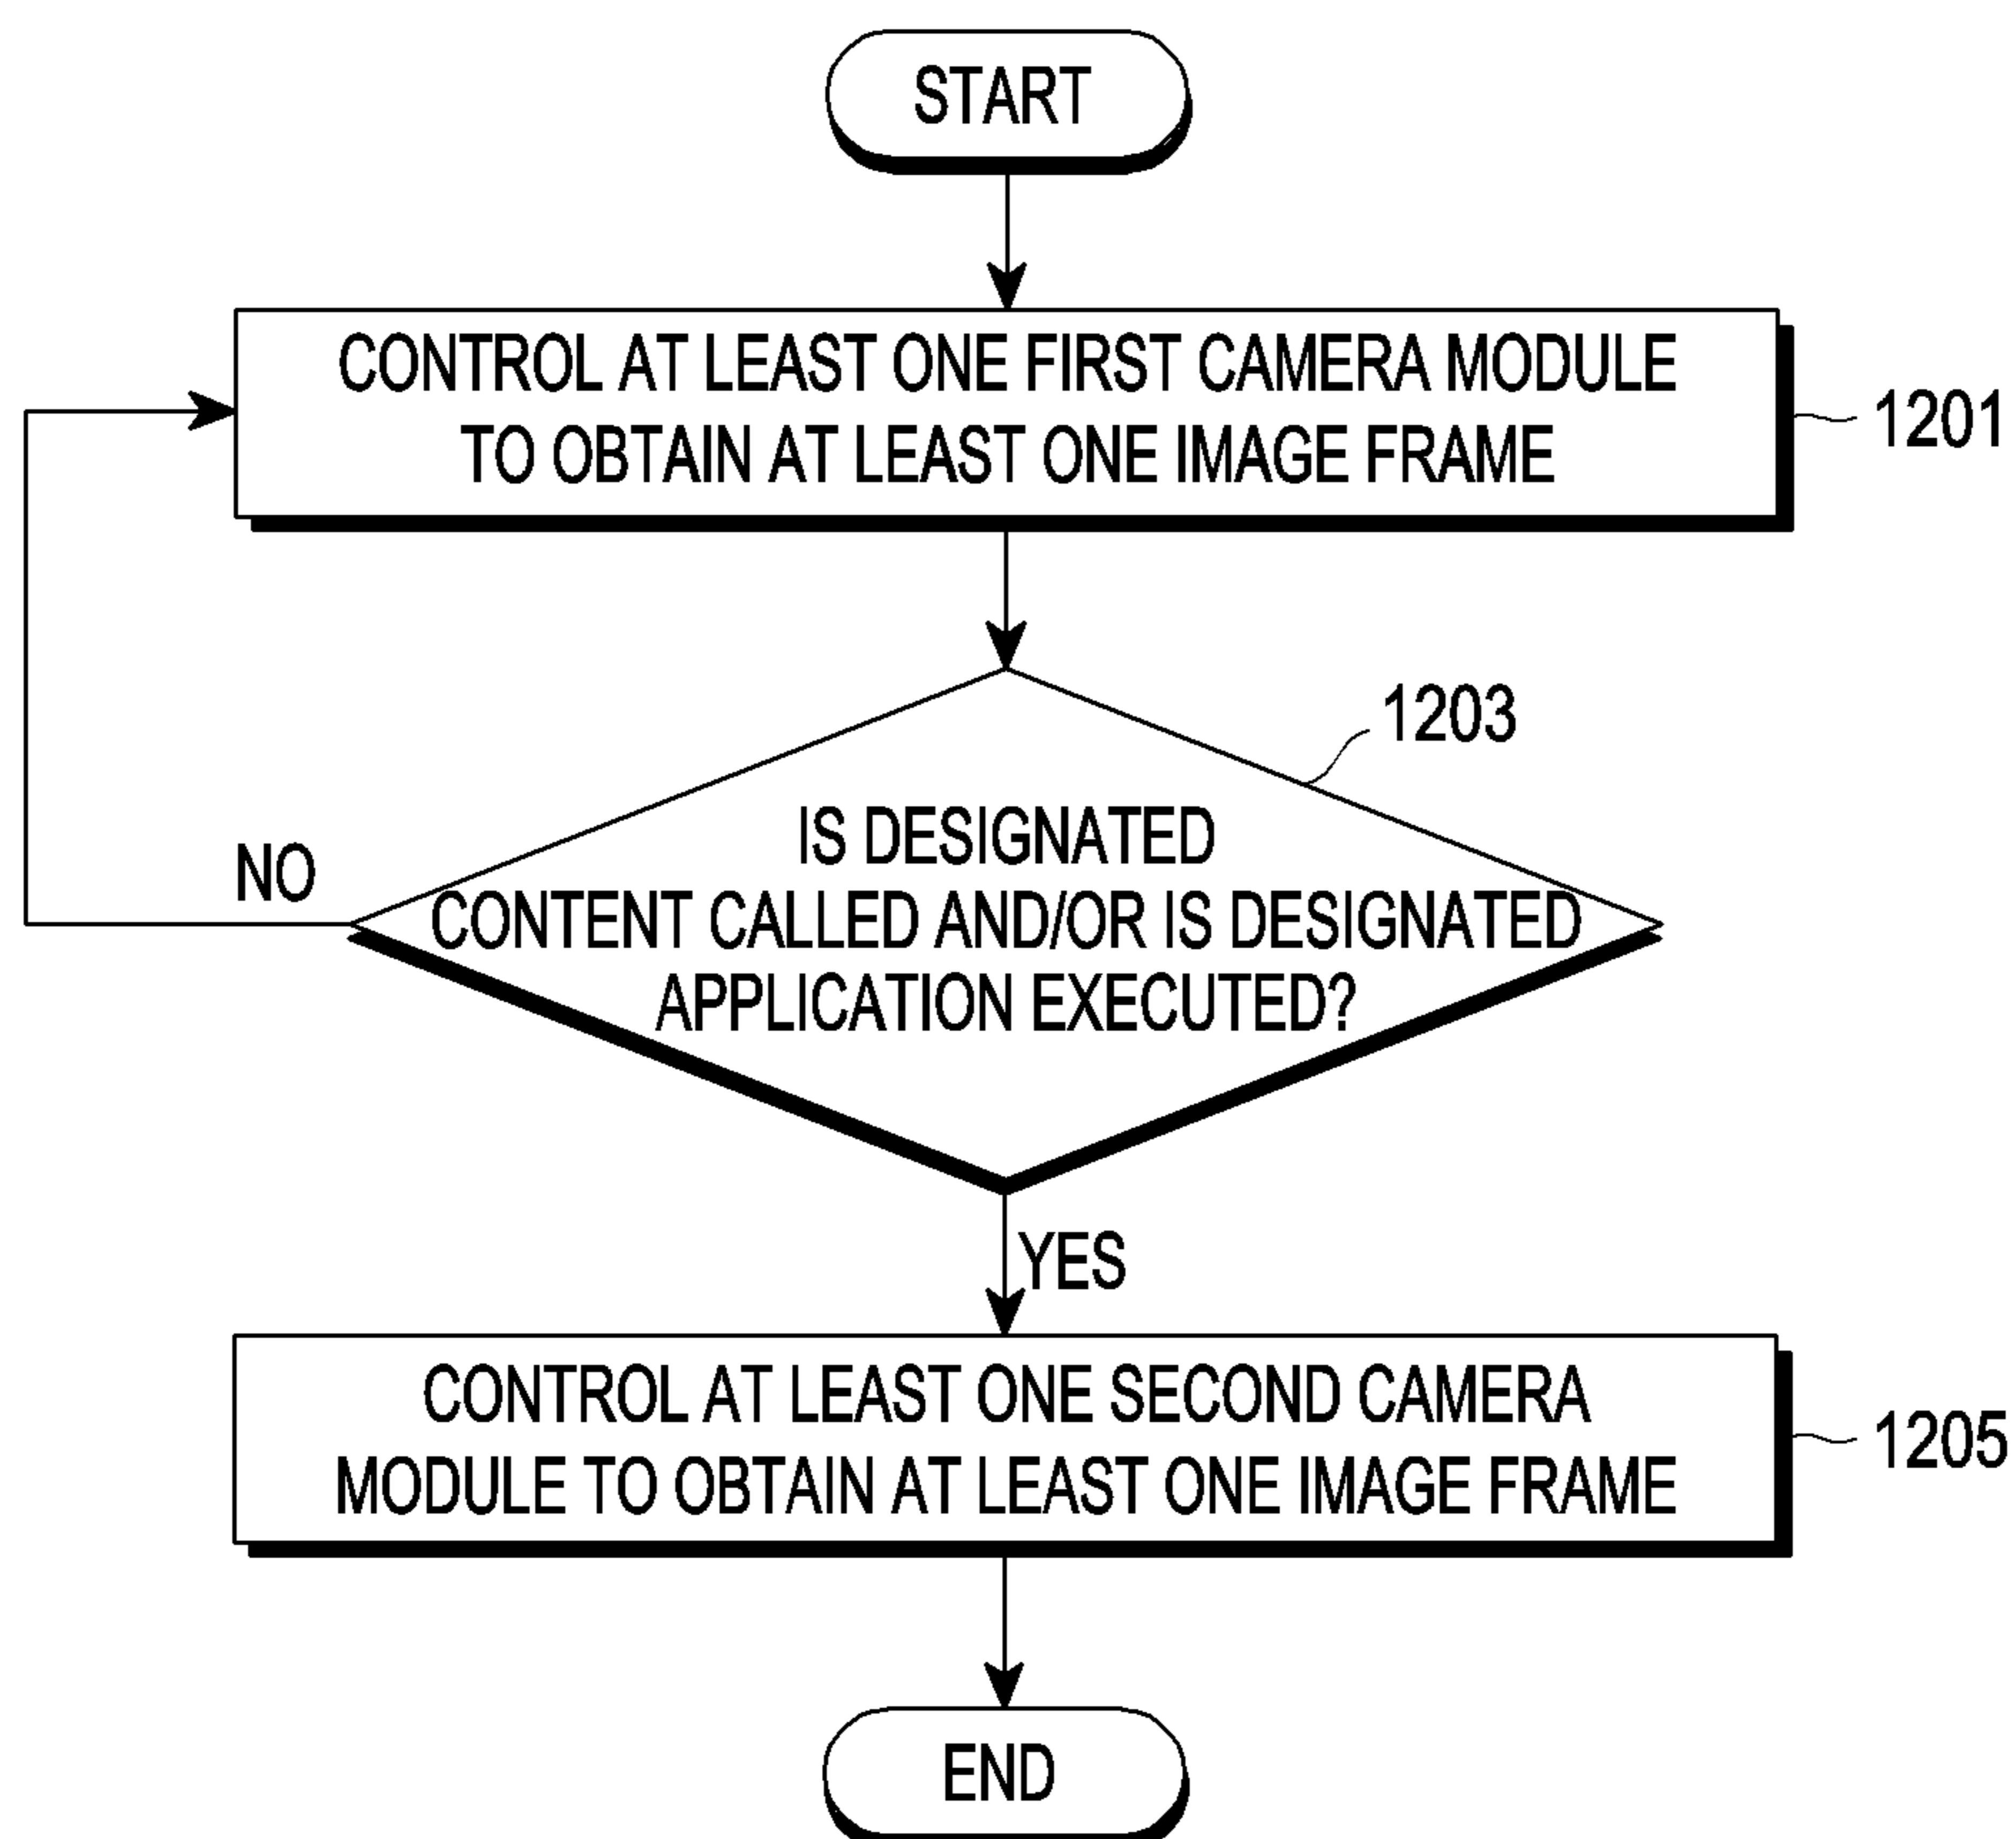 START
CONTROL AT LEAST ONE FIRST CAMERA MODULE
TO OBTAIN AT LEAST ONE IMAGE FRAME
1201
1203
IS DESIGNATED
CONTENT CALLED AND/OR IS DESIGNATED
APPLICATION EXECUTED?
NO
YES
CONTROL AT LEAST ONE SECOND CAMERA
MODULE TO OBTAIN AT LEAST ONE IMAGE FRAME
1205
END